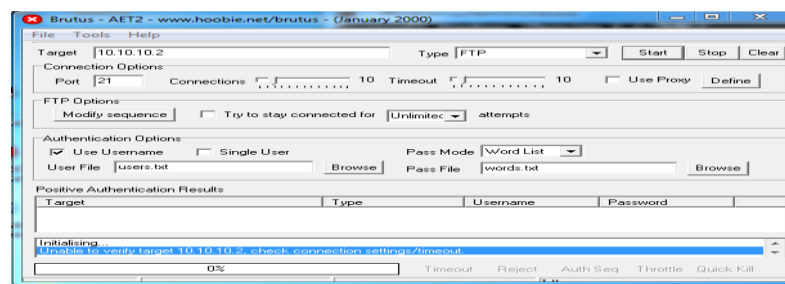 Brutus - AET2 - www.hoobie.net/brutus - (January 2000)
File Tools Help
Target 10.10.10.2 Type FTP Start Stop Clear
Connection Options
Port 21 Connections 10 Timeout 10 Use Proxy Define
FTP Options
Modify sequence Try to stay connected for Unlimitec attempts
Authentication Options
Use Username Single User Pass Mode Word List
User File users.txt Browse Pass File words.txt Browse
Positive Authentication Results
Target Type Username Password
Initialising...
Unable to verify target 10.10.10.2, check connection settings/timeout.
0% Timeout Reject Auth Seq Throttle Quick Kill